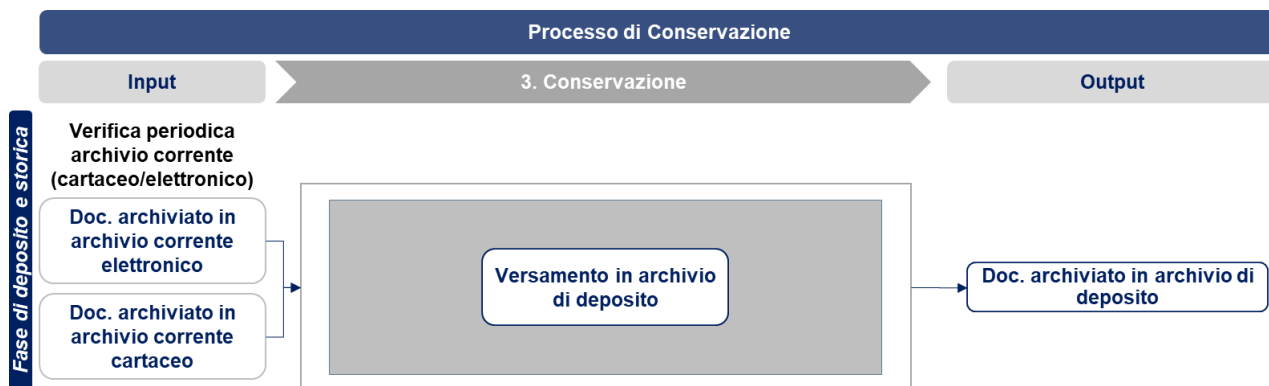 Processo di Conservazione
Input
3. Conservazione
Output
Fase di deposito e storica
Verifica periodica
archivio corrente
(cartaceo/elettronico)
Doc. archiviato in
archivio corrente
elettronico
Doc. archiviato in
archivio corrente
cartaceo
Versamento in archivio
di deposito
Doc. archiviato in archivio di
deposito